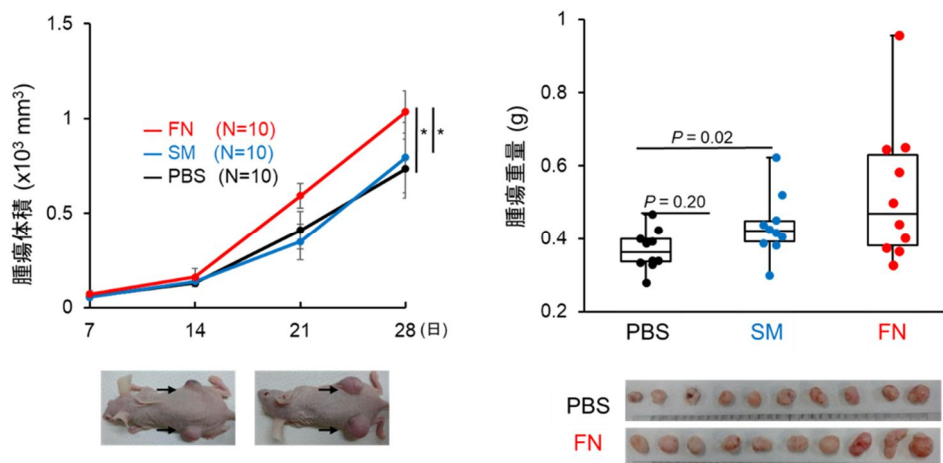 腫瘍体積 (x10³ mm³)
1.5
1
0.5
0
7
14
21
28
(日)
FN (N=10)
SM (N=10)
PBS (N=10)
*
*
腫瘍重量 (g)
1
0.8
0.6
0.4
0.2
P = 0.02
P = 0.20
PBS
SM
FN
PBS
FN